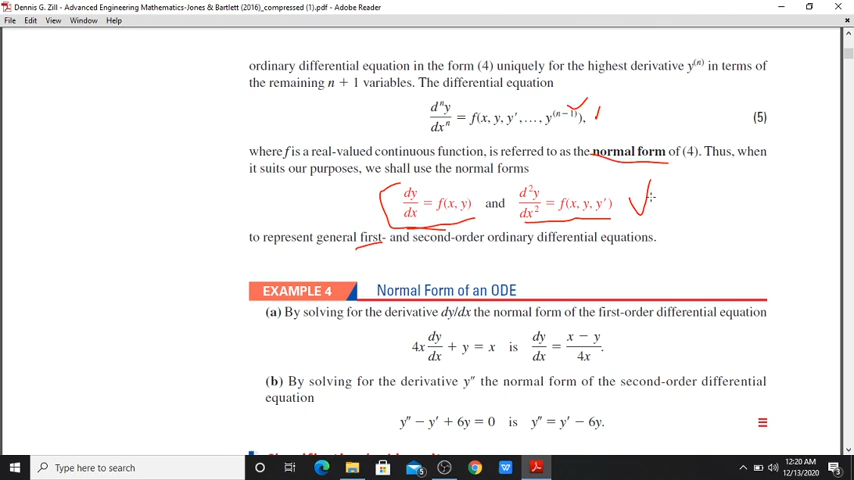 Dennis G. Zill - Advanced Engineering Mathematics-Jones & Bartlett (2016)_compressed (1).pdf - Adobe Reader
File Edit View Window Help
ordinary differential equation in the form (4) uniquely for the highest derivative y⁽ⁿ⁾ in terms of
the remaining n + 1 variables. The differential equation
dⁿy/dxⁿ = f(x, y, y′, …, y⁽ⁿ⁻¹⁾), (5)
where f is a real-valued continuous function, is referred to as the normal form of (4). Thus, when
it suits our purposes, we shall use the normal forms
dy/dx = f(x, y) and d²y/dx² = f(x, y, y′)
to represent general first- and second-order ordinary differential equations.
EXAMPLE 4 Normal Form of an ODE
(a) By solving for the derivative dy/dx the normal form of the first-order differential equation
4x dy/dx + y = x is dy/dx = (x − y)/4x.
(b) By solving for the derivative y″ the normal form of the second-order differential
equation
y″ − y′ + 6y = 0 is y″ = y′ − 6y.
Type here to search
12:20 AM
12/13/2020